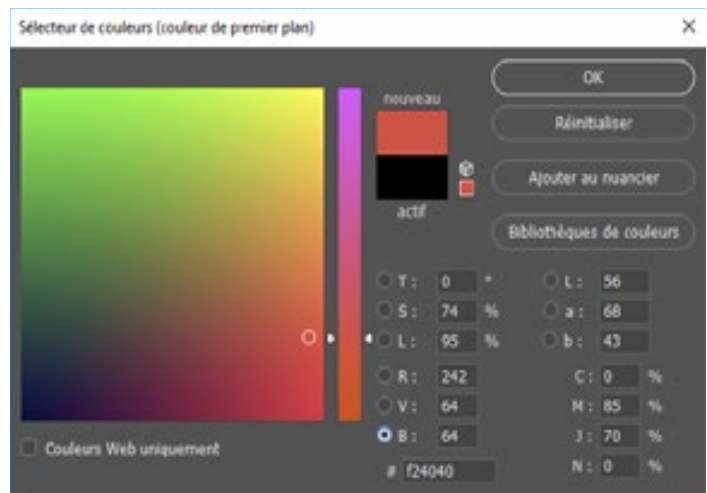 Sélecteur de couleurs (couleur de premier plan)
nouveau
actif
OK
Réinitialiser
Ajouter au nuancier
Bibliothèques de couleurs
T : 0 °
S : 74 %
L : 95 %
R : 242
V : 64
B : 64
# f24040
L : 56
a : 68
b : 43
C : 0 %
M : 85 %
J : 70 %
N : 0 %
Couleurs Web uniquement